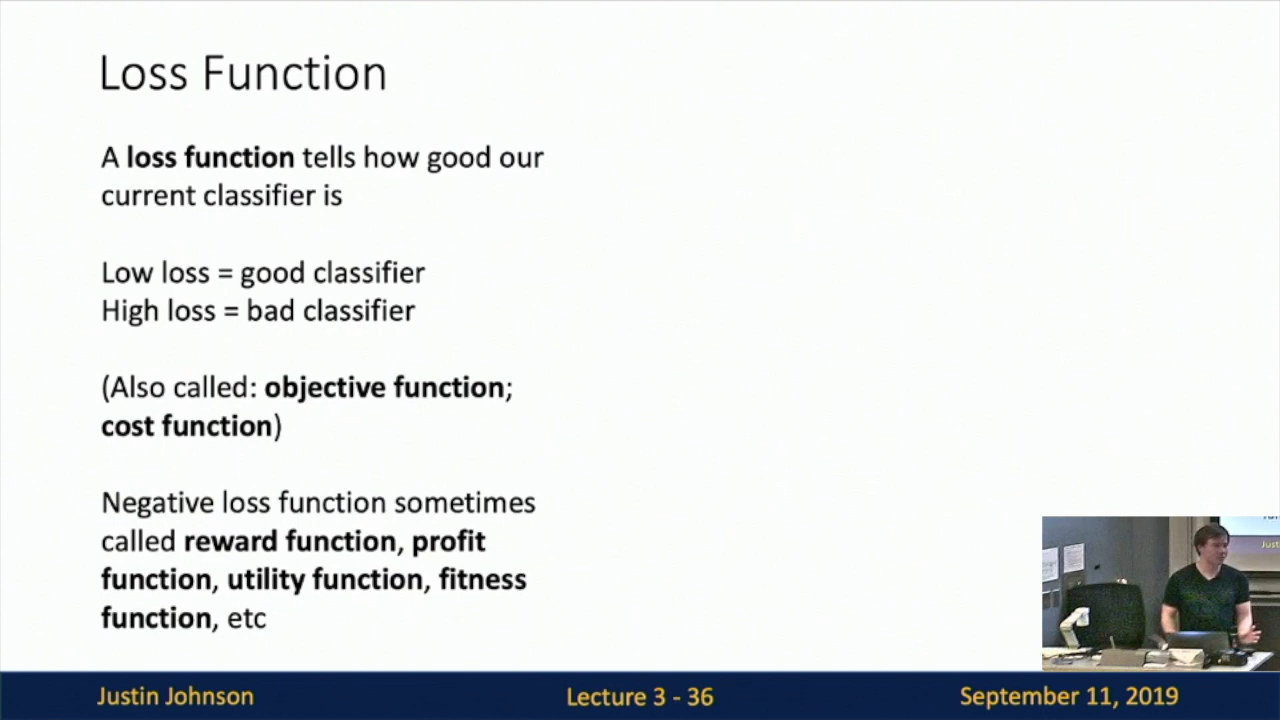 Loss Function
A loss function tells how good our
current classifier is
Low loss = good classifier
High loss = bad classifier
(Also called: objective function;
cost function)
Negative loss function sometimes
called reward function, profit
function, utility function, fitness
function, etc
Justin Johnson
Lecture 3 - 36
September 11, 2019